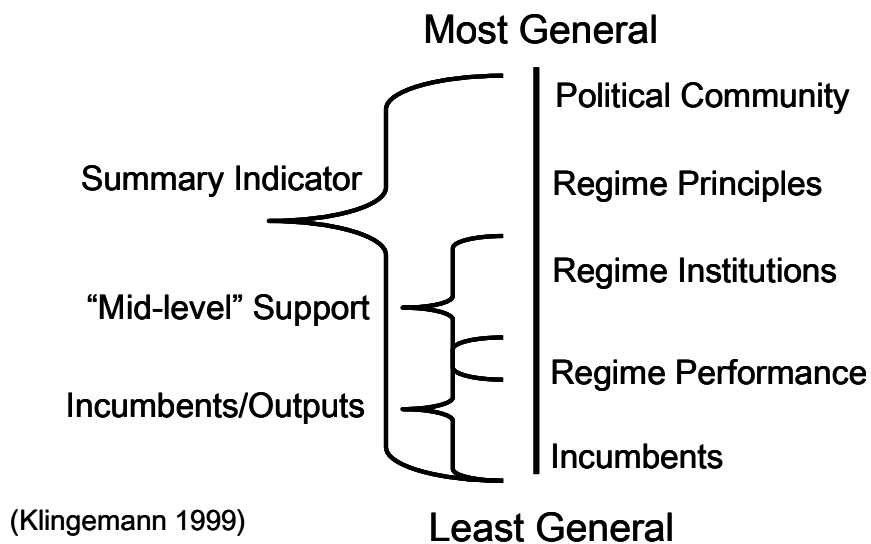 Most General
Political Community
Summary Indicator
Regime Principles
Regime Institutions
“Mid-level” Support
Regime Performance
Incumbents/Outputs
Incumbents
(Klingemann 1999)
Least General